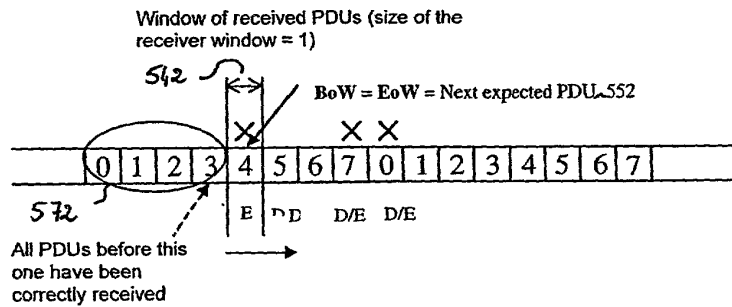 Window of received PDUs (size of the
receiver window = 1)
542
BoW = EoW = Next expected PDU 552
X X X
0 1 2 3 4 5 6 7 0 1 2 3 4 5 6 7
572
E D D D/E D/E
All PDUs before this
one have been
correctly received